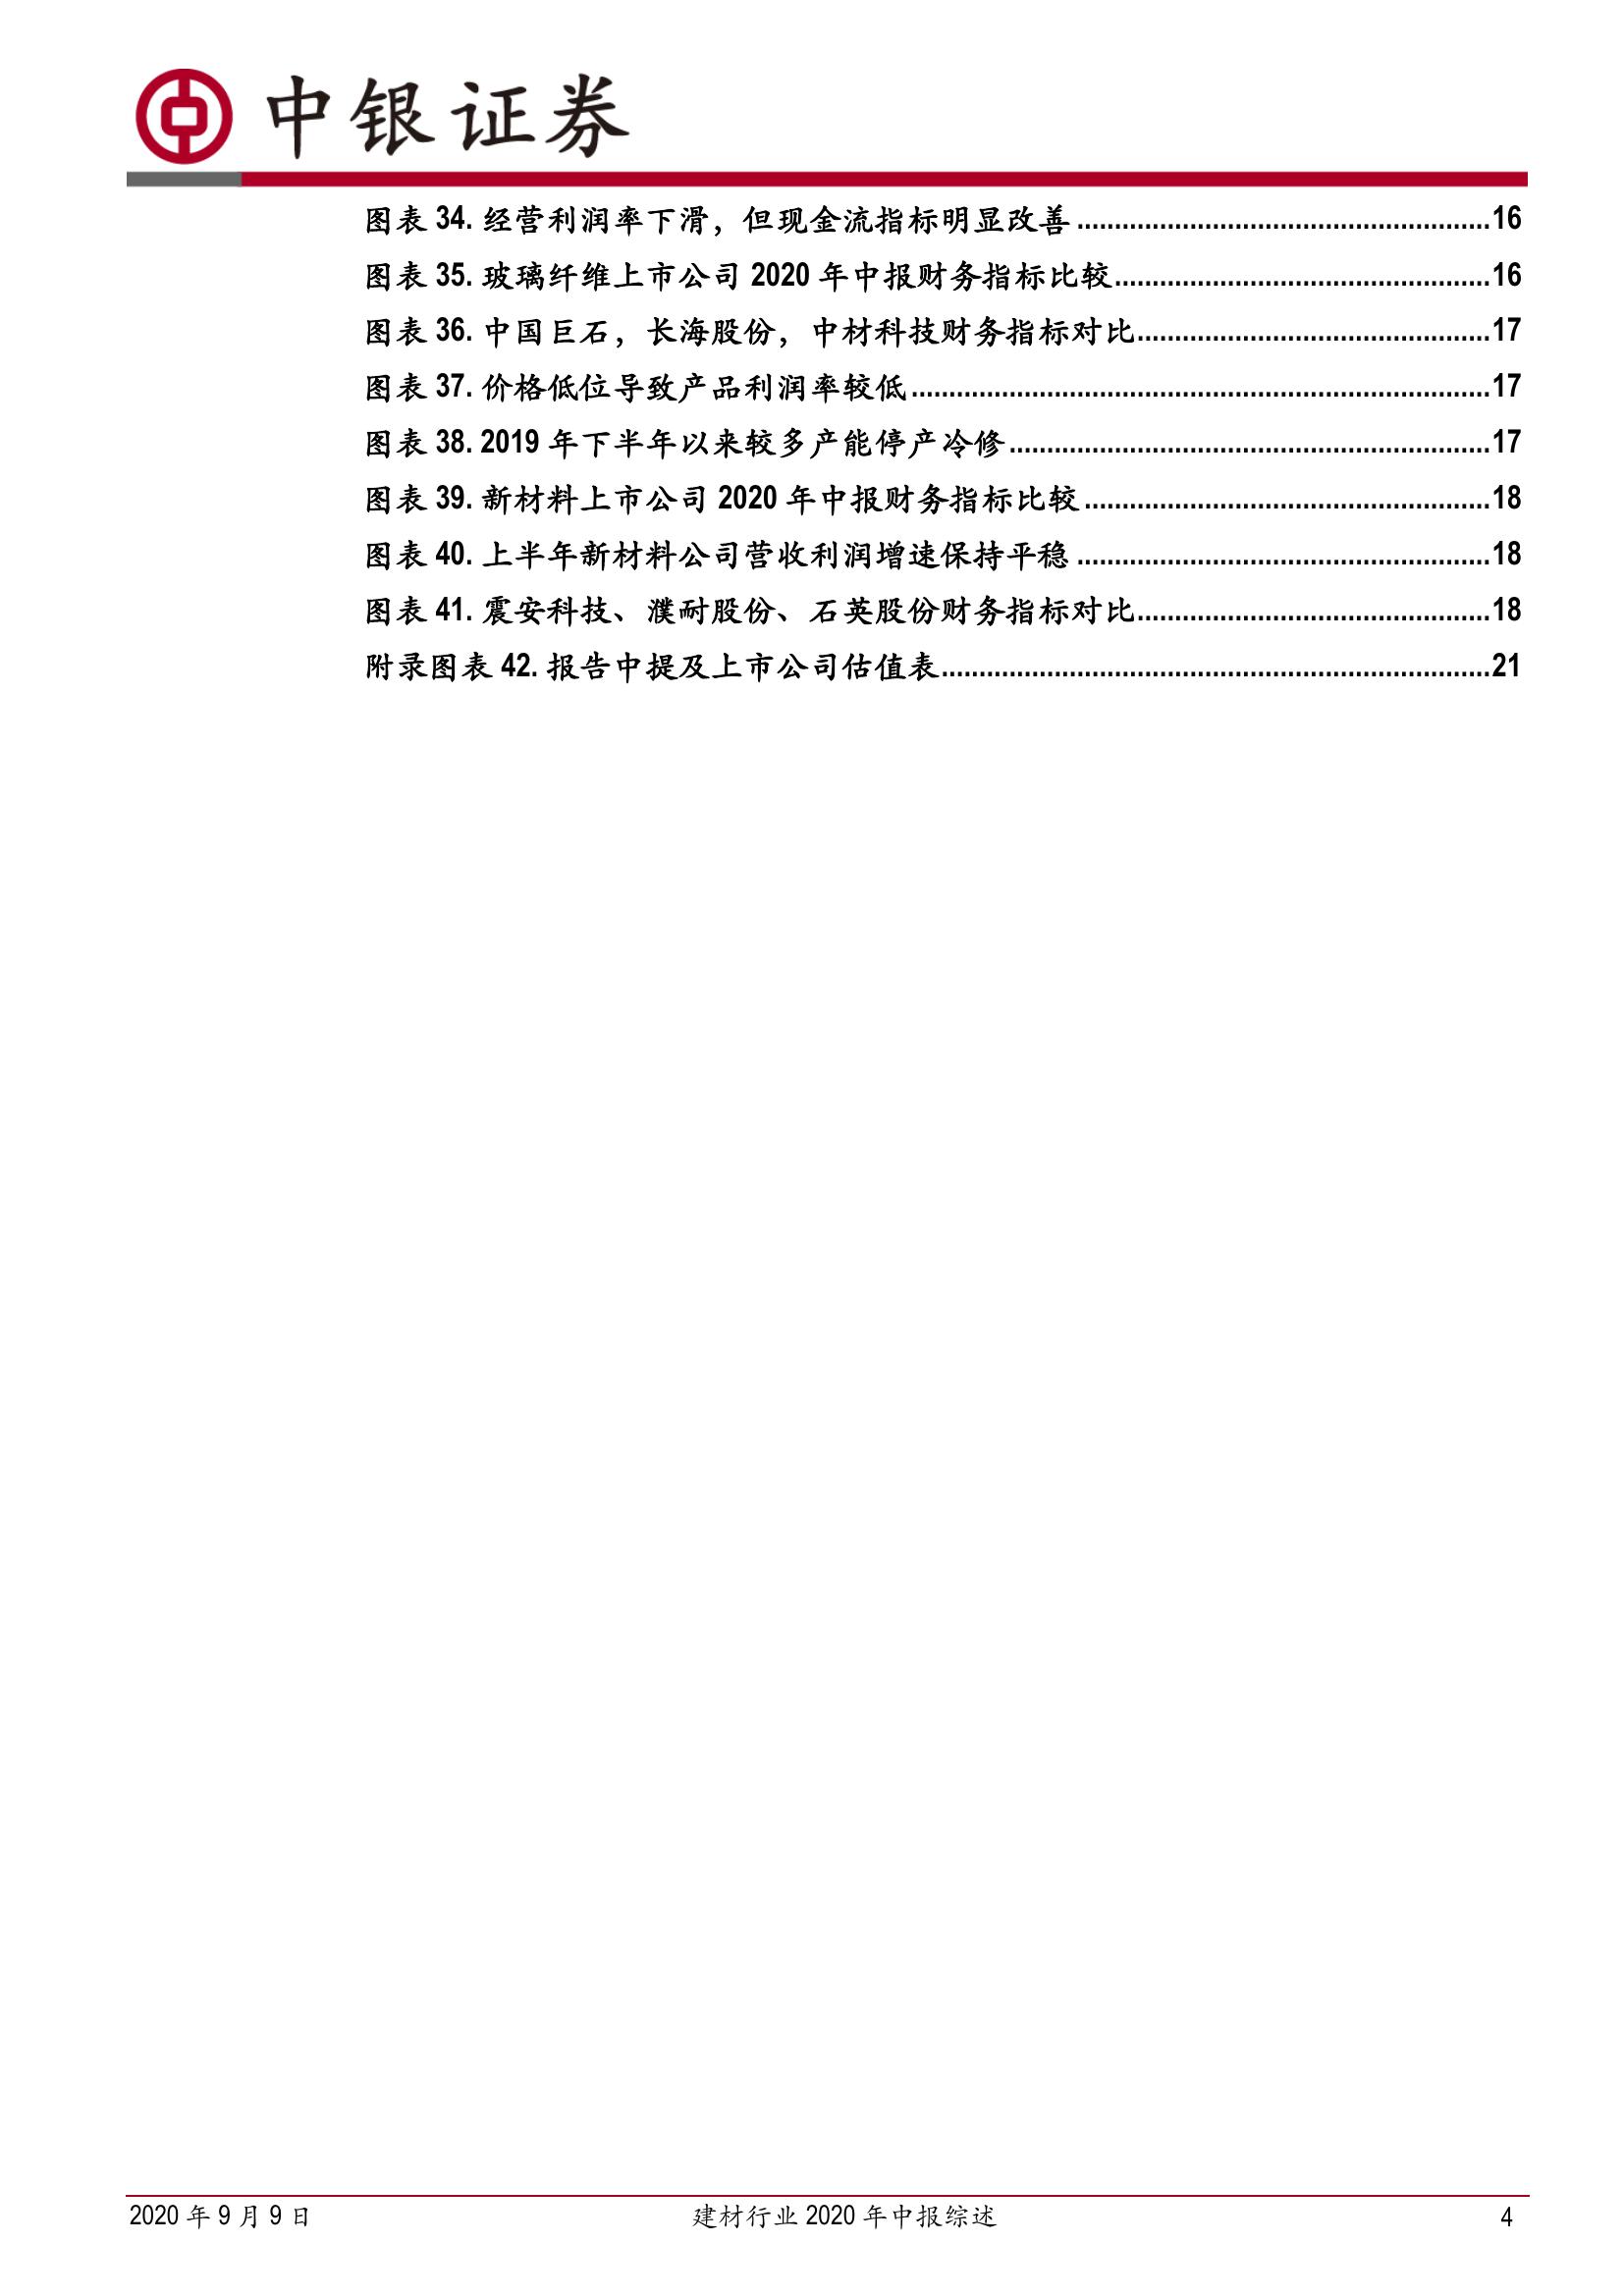 中银证券
图表 34. 经营利润率下滑，但现金流指标明显改善........................................................16
图表 35. 玻璃纤维上市公司 2020 年中报财务指标比较...................................................16
图表 36. 中国巨石，长海股份，中材科技财务指标对比................................................17
图表 37. 价格低位导致产品利润率较低..............................................................................17
图表 38. 2019 年下半年以来较多产能停产冷修.................................................................17
图表 39. 新材料上市公司 2020 年中报财务指标比较.......................................................18
图表 40. 上半年新材料公司营收利润增速保持平稳........................................................18
图表 41. 震安科技、濮耐股份、石英股份财务指标对比................................................18
附录图表 42. 报告中提及上市公司估值表..........................................................................21
2020 年 9 月 9 日 建材行业 2020 年中报综述 4